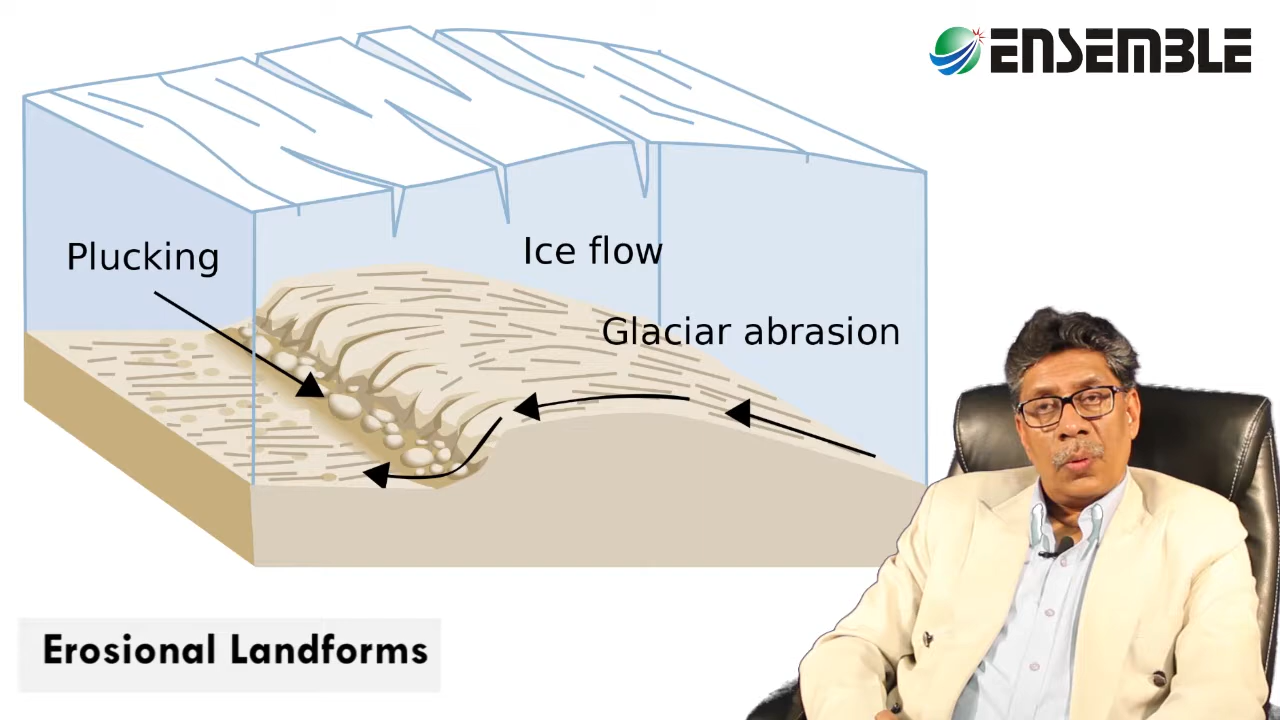 ENSEMBLE
Plucking
Ice flow
Glaciar abrasion
Erosional Landforms